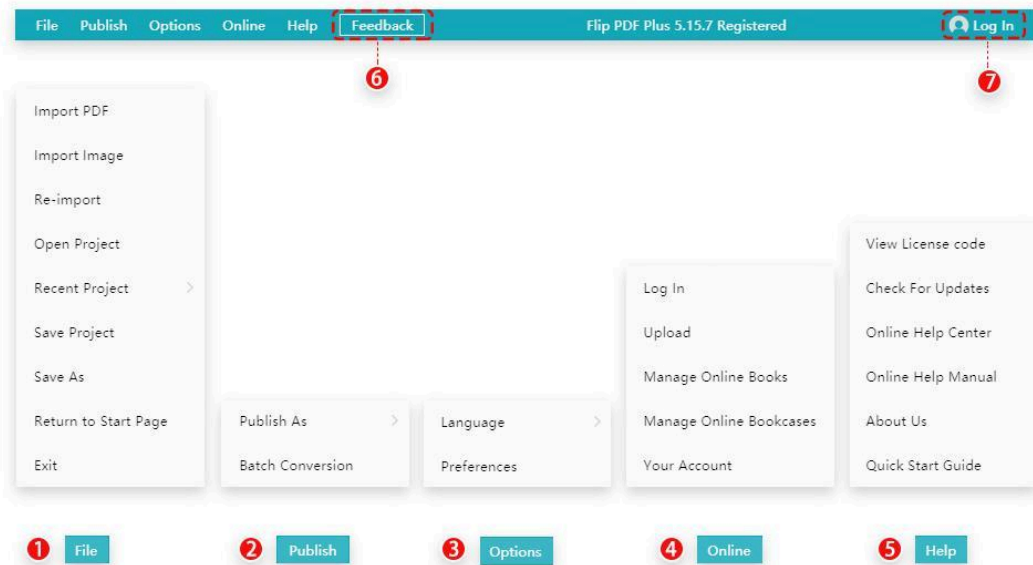 File Publish Options Online Help Feedback Flip PDF Plus 5.15.7 Registered Log In
6
7
Import PDF
Import Image
Re-import
Open Project
Recent Project
Save Project
Save As
Return to Start Page
Exit
Publish As
Batch Conversion
Language
Preferences
Log In
Upload
Manage Online Books
Manage Online Bookcases
Your Account
View License code
Check For Updates
Online Help Center
Online Help Manual
About Us
Quick Start Guide
1 File
2 Publish
3 Options
4 Online
5 Help